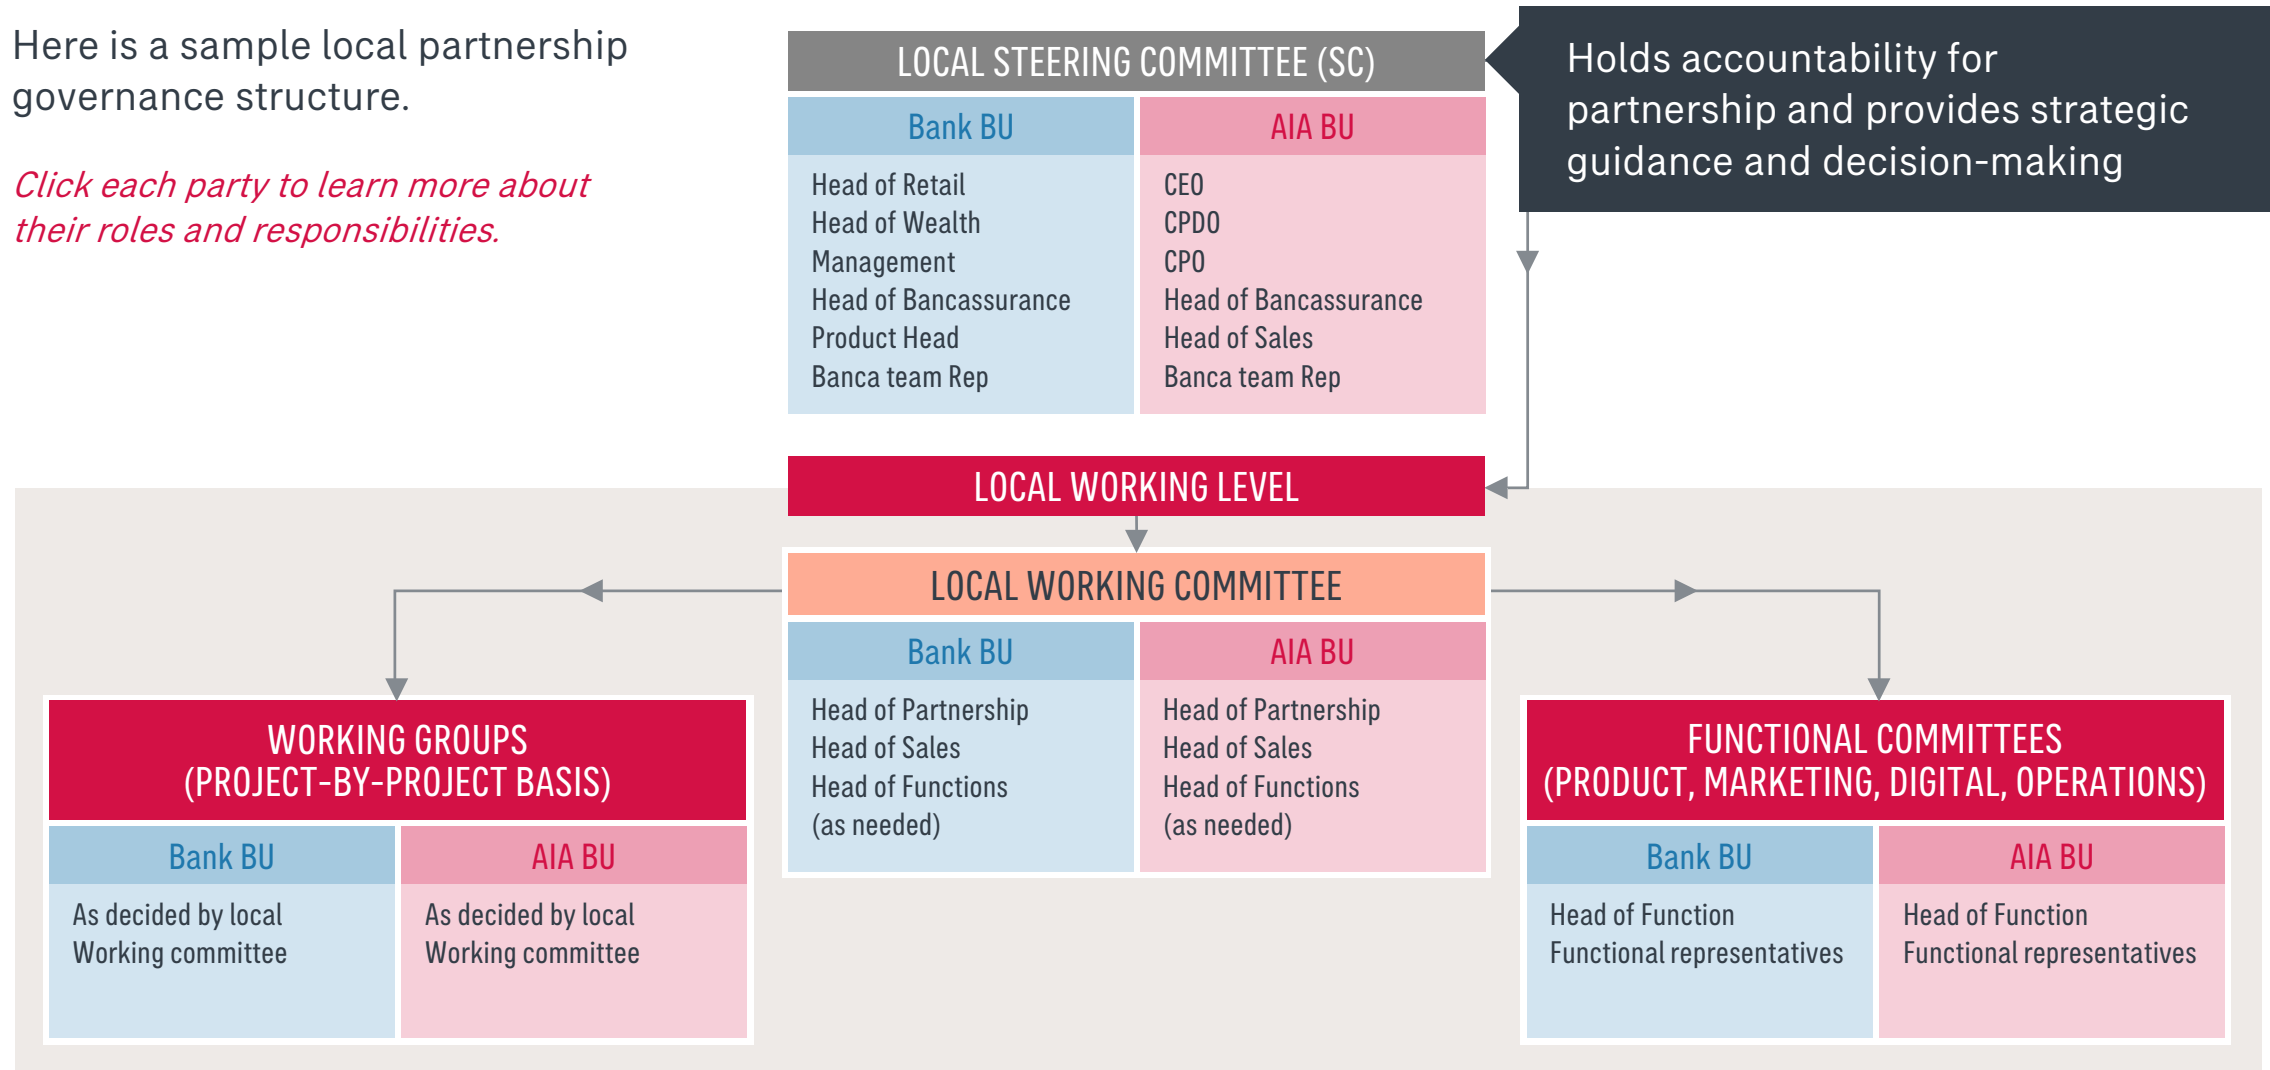 Here is a sample local partnership
governance structure.
Click each party to learn more about
their roles and responsibilities.
LOCAL STEERING COMMITTEE (SC)
Bank BU
Head of Retail
Head of Wealth
Management
Head of Bancassurance
Product Head
Banca team Rep
AIA BU
CEO
CPDO
CPO
Head of Bancassurance
Head of Sales
Banca team Rep
Holds accountability for
partnership and provides strategic
guidance and decision-making
LOCAL WORKING LEVEL
LOCAL WORKING COMMITTEE
Bank BU
Head of Partnership
Head of Sales
Head of Functions
(as needed)
AIA BU
Head of Partnership
Head of Sales
Head of Functions
(as needed)
WORKING GROUPS
(PROJECT-BY-PROJECT BASIS)
Bank BU
As decided by local
Working committee
AIA BU
As decided by local
Working committee
FUNCTIONAL COMMITTEES
(PRODUCT, MARKETING, DIGITAL, OPERATIONS)
Bank BU
Head of Function
Functional representatives
AIA BU
Head of Function
Functional representatives